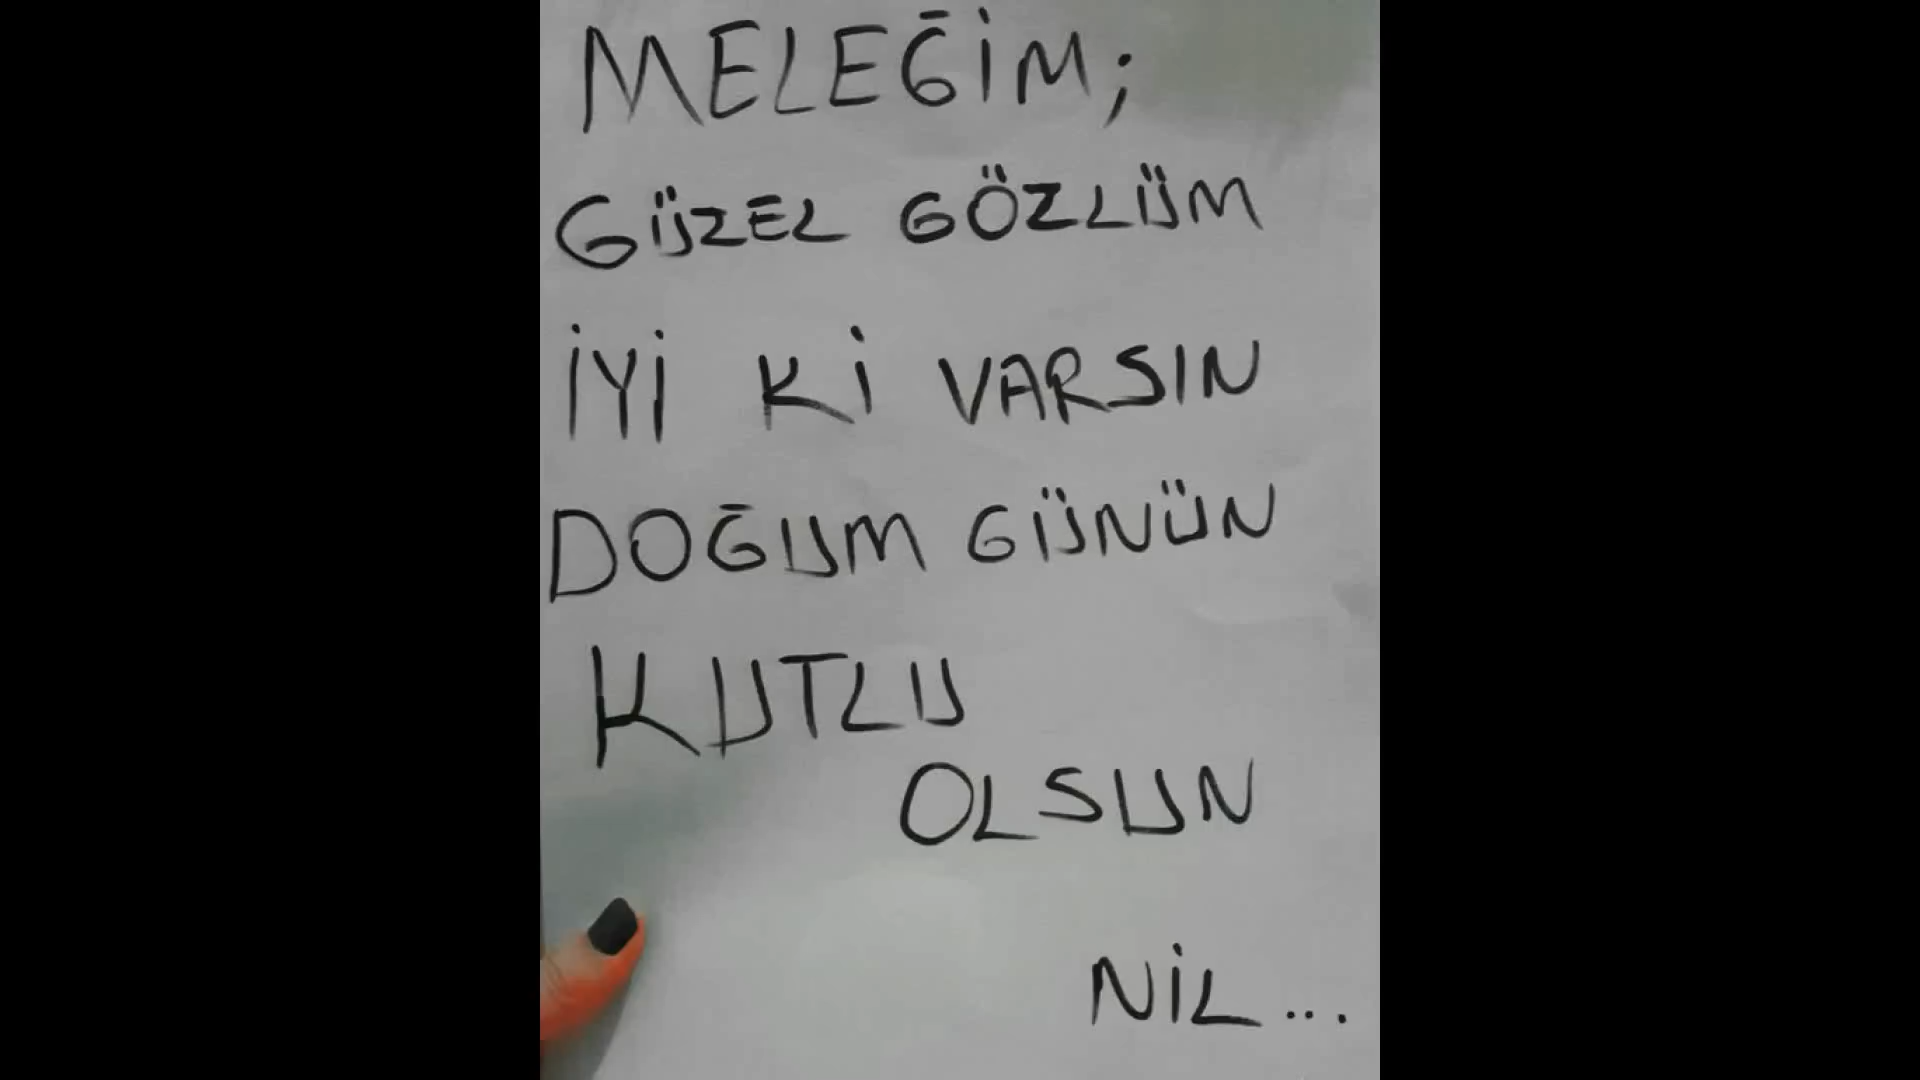 MELEĞİM;
GÜZEL GÖZLÜM
İYİ Kİ VARSIN
DOĞUM GÜNÜN
KUTLU
OLSUN
NİL...